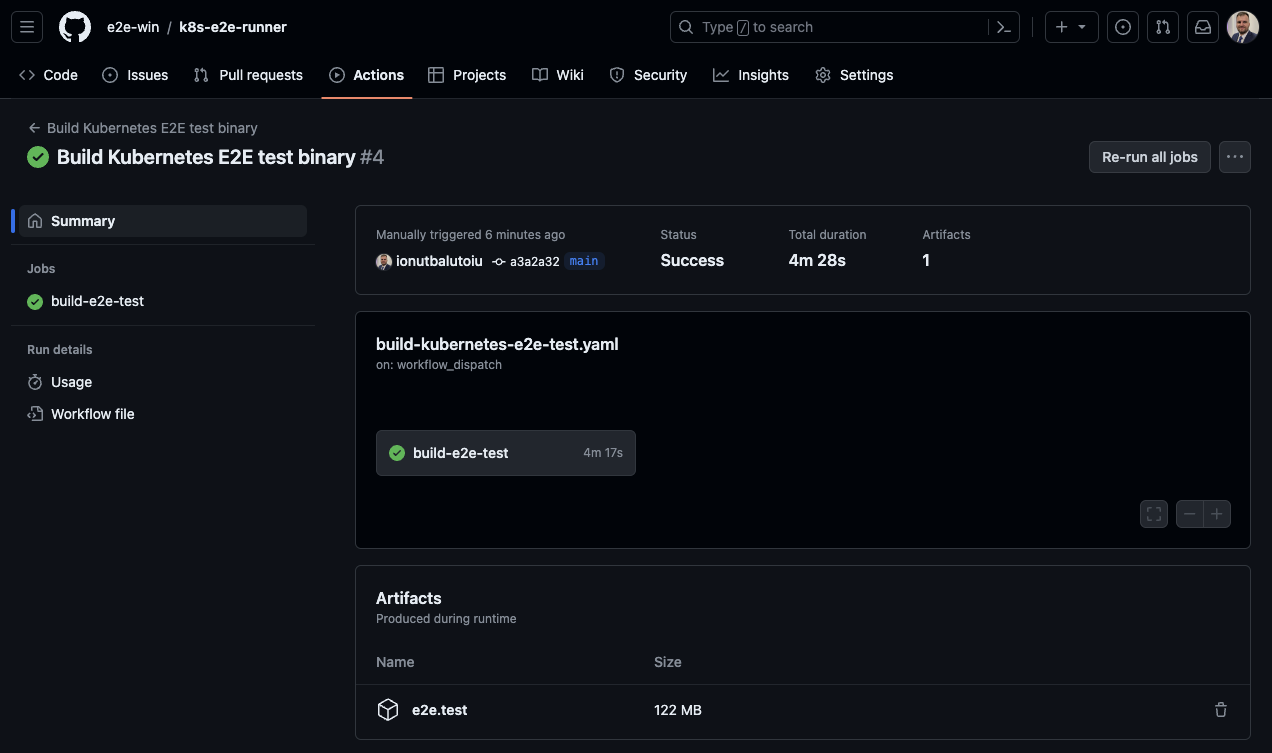 e2e-win / k8s-e2e-runner
Type / to search
Code
Issues
Pull requests
Actions
Projects
Wiki
Security
Insights
Settings
Build Kubernetes E2E test binary
Build Kubernetes E2E test binary #4
Re-run all jobs
Summary
Jobs
build-e2e-test
Run details
Usage
Workflow file
Manually triggered 6 minutes ago
ionutbalutoiu a3a2a32 main
Status
Success
Total duration
4m 28s
Artifacts
1
build-kubernetes-e2e-test.yaml
on: workflow_dispatch
build-e2e-test 4m 17s
Artifacts
Produced during runtime
Name Size
e2e.test 122 MB